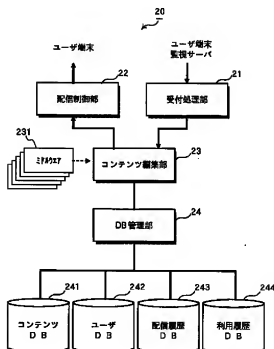 20
ユーザ端末
ユーザ端末
監視サーバ
22
21
配信制御部
受付処理部
231
ミドルウエア
23
コンテンツ編集部
24
DB管理部
241
242
243
244
コンテンツ
DB
ユーザ
DB
配信履歴
DB
利用履歴
DB